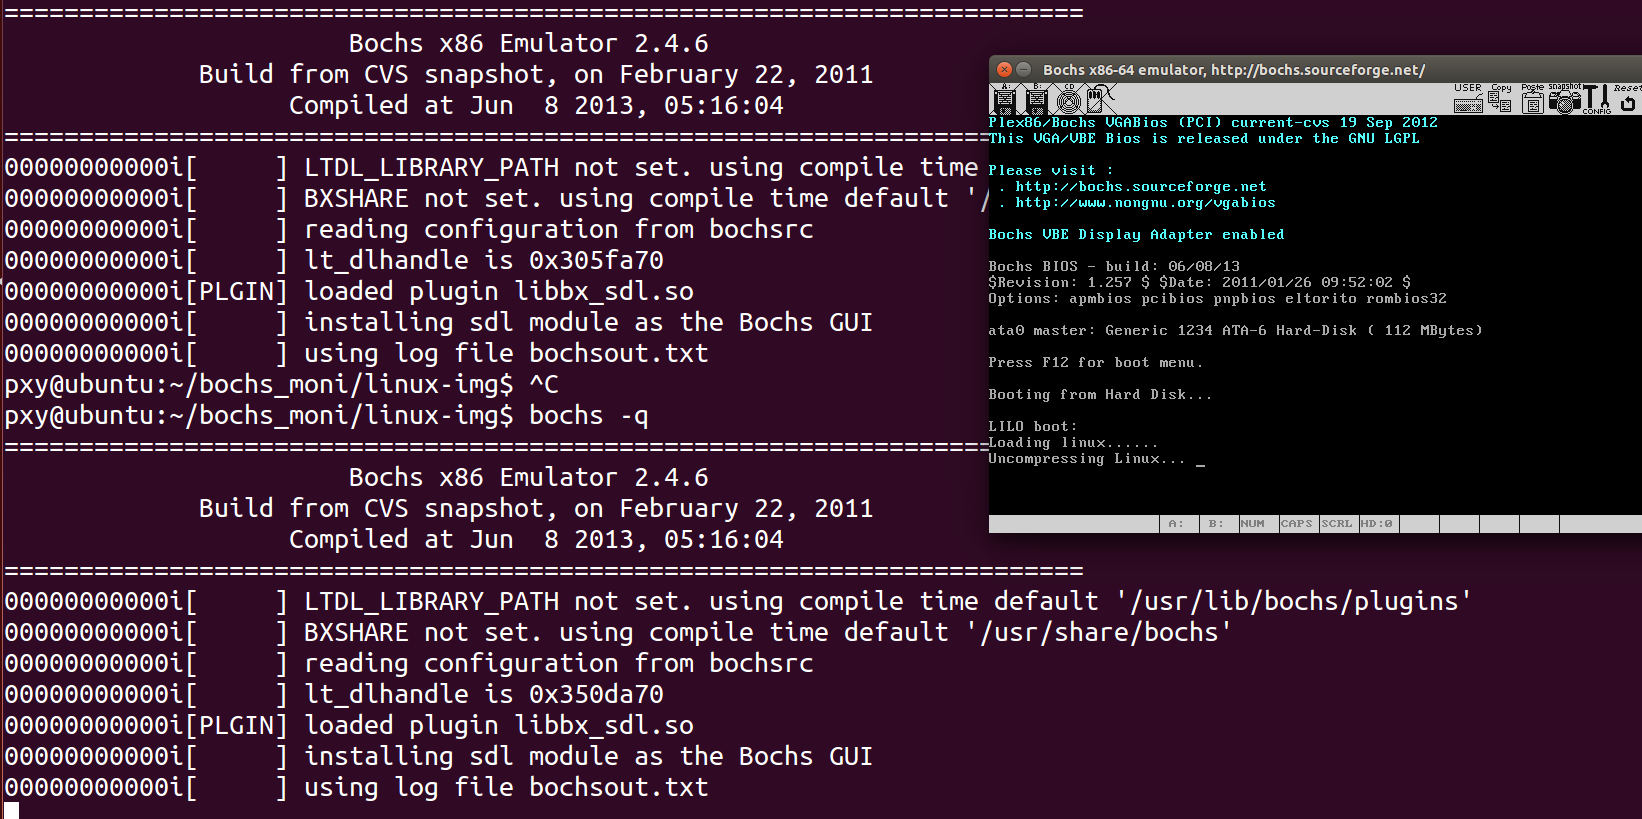 ========================================================================
Bochs x86 Emulator 2.4.6
Build from CVS snapshot, on February 22, 2011
Compiled at Jun  8 2013, 05:16:04
==================================================================
00000000000i[     ] LTDL_LIBRARY_PATH not set. using compile time
00000000000i[     ] BXSHARE not set. using compile time default '/
00000000000i[     ] reading configuration from bochsrc
00000000000i[     ] lt_dlhandle is 0x305fa70
00000000000i[PLGIN] loaded plugin libbx_sdl.so
00000000000i[     ] installing sdl module as the Bochs GUI
00000000000i[     ] using log file bochsout.txt
pxy@ubuntu:~/bochs_moni/linux-img$ ^C
pxy@ubuntu:~/bochs_moni/linux-img$ bochs -q
==================================================================
Bochs x86 Emulator 2.4.6
Build from CVS snapshot, on February 22, 2011
Compiled at Jun  8 2013, 05:16:04
========================================================================
00000000000i[     ] LTDL_LIBRARY_PATH not set. using compile time default '/usr/lib/bochs/plugins'
00000000000i[     ] BXSHARE not set. using compile time default '/usr/share/bochs'
00000000000i[     ] reading configuration from bochsrc
00000000000i[     ] lt_dlhandle is 0x350da70
00000000000i[PLGIN] loaded plugin libbx_sdl.so
00000000000i[     ] installing sdl module as the Bochs GUI
00000000000i[     ] using log file bochsout.txt
Bochs x86-64 emulator, http://bochs.sourceforge.net/
A: B: CD USER Copy Poste Snapshot CONFIG Reset
Plex86/Bochs VGABios (PCI) current-cvs 19 Sep 2012
This VGA/VBE Bios is released under the GNU LGPL
Please visit :
. http://bochs.sourceforge.net
. http://www.nongnu.org/vgabios
Bochs VBE Display Adapter enabled
Bochs BIOS - build: 06/08/13
$Revision: 1.257 $ $Date: 2011/01/26 09:52:02 $
Options: apmbios pcibios pnpbios eltorito rombios32
ata0 master: Generic 1234 ATA-6 Hard-Disk ( 112 MBytes)
Press F12 for boot menu.
Booting from Hard Disk...
LILO boot:
Loading linux......
Uncompressing Linux... _
A: B: NUM CAPS SCRL HD:0